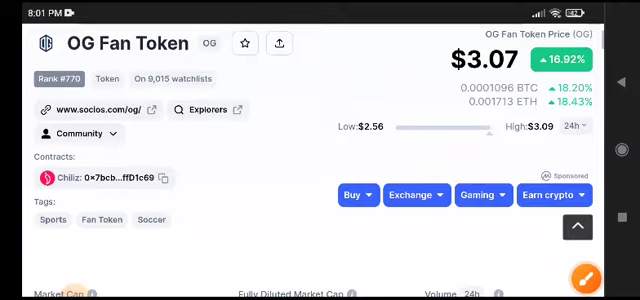 8:01 PM
42
OG Fan Token OG
Rank #770 Token On 9,015 watchlists
www.socios.com/og/ Explorers
Community
Contracts:
Chiliz: 0x7bcb...ffD1c69
Tags:
Sports Fan Token Soccer
OG Fan Token Price (OG)
$3.07 16.92%
0.0001096 BTC 18.20%
0.001713 ETH 18.43%
Low: $2.56 High: $3.09 24h
Sponsored
Buy Exchange Gaming Earn crypto
Market Cap Fully Diluted Market Cap Volume 24h